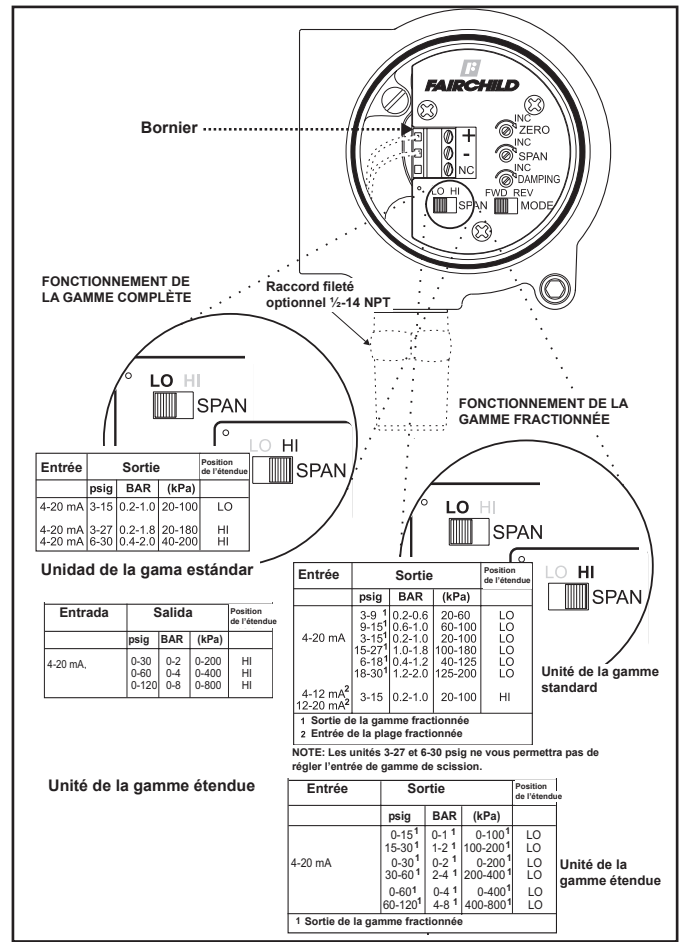 FAIRCHILD
Bornier
INC
ZERO
+
INC
-
SPAN
INC
NC
DAMPING
LO HI
FWD REV
SPAN
MODE
FONCTIONNEMENT DE
LA GAMME COMPLÈTE
Raccord fileté
optionnel ½-14 NPT
LO HI
SPAN
LO HI
SPAN
FONCTIONNEMENT DE LA
GAMME FRACTIONNÉE
LO HI
SPAN
LO HI
SPAN
Entrée Sortie Position de l'étendue
psig BAR (kPa)
4-20 mA 3-15 0.2-1.0 20-100 LO
4-20 mA 3-27 0.2-1.8 20-180 HI
4-20 mA 6-30 0.4-2.0 40-200 HI
Unidad de la gama estándar
Entrada Salida Position de l'étendue
psig BAR (kPa)
4-20 mA, 0-30 0-2 0-200 HI
0-60 0-4 0-400 HI
0-120 0-8 0-800 HI
Unité de la gamme étendue
Entrée Sortie Position de l'étendue
psig BAR (kPa)
3-9 1 0.2-0.6 20-60 LO
9-15 1 0.6-1.0 60-100 LO
4-20 mA 3-15 1 0.2-1.0 20-100 LO
15-27 1 1.0-1.8 100-180 LO
6-18 1 0.4-1.2 40-125 LO
18-30 1 1.2-2.0 125-200 LO
4-12 mA 2
12-20 mA 2 3-15 0.2-1.0 20-100 HI
1 Sortie de la gamme fractionnée
2 Entrée de la plage fractionnée
Unité de la gamme
standard
NOTE: Les unités 3-27 et 6-30 psig ne vous permettra pas de
régler l'entrée de gamme de scission.
Entrée Sortie Position de l'étendue
psig BAR (kPa)
0-15 1 0-1 1 0-100 1 LO
15-30 1 1-2 1 100-200 1 LO
4-20 mA 0-30 1 0-2 1 0-200 1 LO
30-60 1 2-4 1 200-400 1 LO
0-60 1 0-4 1 0-400 1 LO
60-120 1 4-8 1 400-800 1 LO
1 Sortie de la gamme fractionnée
Unité de la
gamme étendue